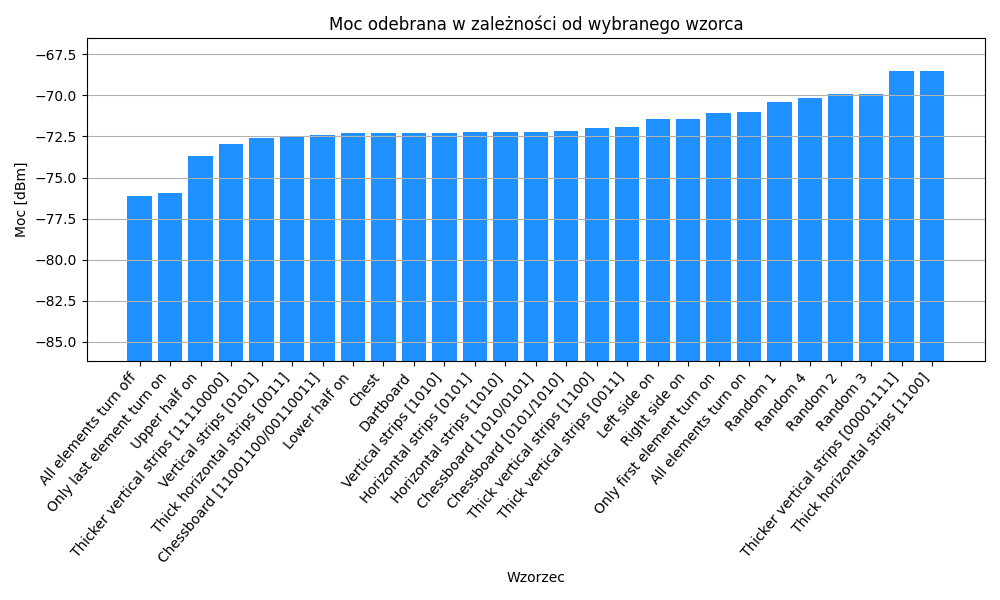 Moc odebrana w zależności od wybranego wzorca
Moc [dBm]
−67.5
−70.0
−72.5
−75.0
−77.5
−80.0
−82.5
−85.0
All elements turn off
Only last element turn on
Upper half on
Thicker vertical strips [11110000]
Vertical strips [0101]
Thick horizontal strips [0011]
Chessboard [11001100/00110011]
Lower half on
Chest
Dartboard
Vertical strips [1010]
Horizontal strips [0101]
Horizontal strips [1010]
Chessboard [1010/0101]
Chessboard [0101/1010]
Thick vertical strips [1100]
Thick vertical strips [0011]
Left side on
Right side on
Only first element turn on
All elements turn on
Random 1
Random 4
Random 2
Random 3
Thicker vertical strips [00001111]
Thick horizontal strips [1100]
Wzorzec